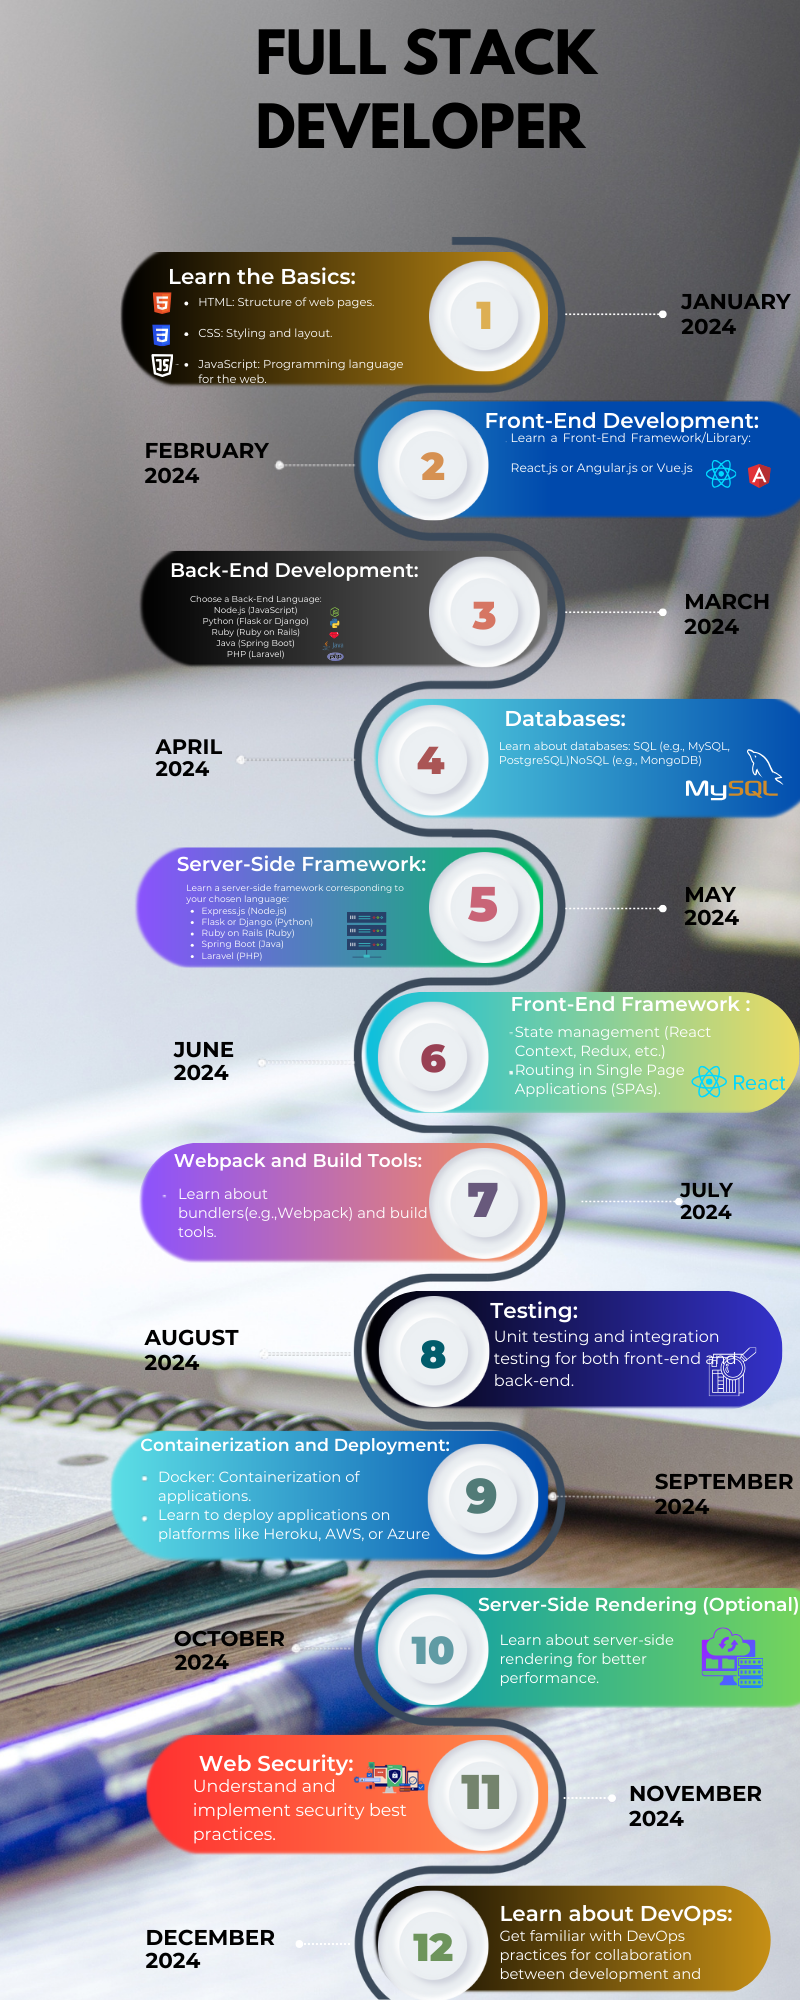 FULL STACK
DEVELOPER
Learn the Basics:
5
HTML: Structure of web pages.
3
CSS: Styling and layout.
JS
JavaScript: Programming language
for the web.
1
JANUARY
2024
FEBRUARY
2024
2
Front-End Development:
Learn a Front-End Framework/Library:
React.js or Angular.js or Vue.js
A
Back-End Development:
Choose a Back-End Language:
Node.js (JavaScript)
Python (Flask or Django)
Ruby (Ruby on Rails)
Java (Spring Boot)
Java
PHP (Laravel)
php
3
MARCH
2024
APRIL
2024
4
Databases:
Learn about databases: SQL (e.g., MySQL,
PostgreSQL)NoSQL (e.g., MongoDB)
MySQL
Server-Side Framework:
Learn a server-side framework corresponding to
your chosen language:
Express.js (Node.js)
Flask or Django (Python)
Ruby on Rails (Ruby)
Spring Boot (Java)
Laravel (PHP)
5
MAY
2024
JUNE
2024
6
Front-End Framework :
-State management (React
Context, Redux, etc.)
Routing in Single Page
Applications (SPAs).
React
Webpack and Build Tools:
- Learn about
bundlers(e.g.,Webpack) and build
tools.
7
JULY
2024
AUGUST
2024
8
Testing:
Unit testing and integration
testing for both front-end and
back-end.
Containerization and Deployment:
Docker: Containerization of
applications.
Learn to deploy applications on
platforms like Heroku, AWS, or Azure
9
SEPTEMBER
2024
OCTOBER
2024
10
Server-Side Rendering (Optional)
Learn about server-side
rendering for better
performance.
Web Security:
Understand and
implement security best
practices.
11
NOVEMBER
2024
DECEMBER
2024
12
Learn about DevOps:
Get familiar with DevOps
practices for collaboration
between development and